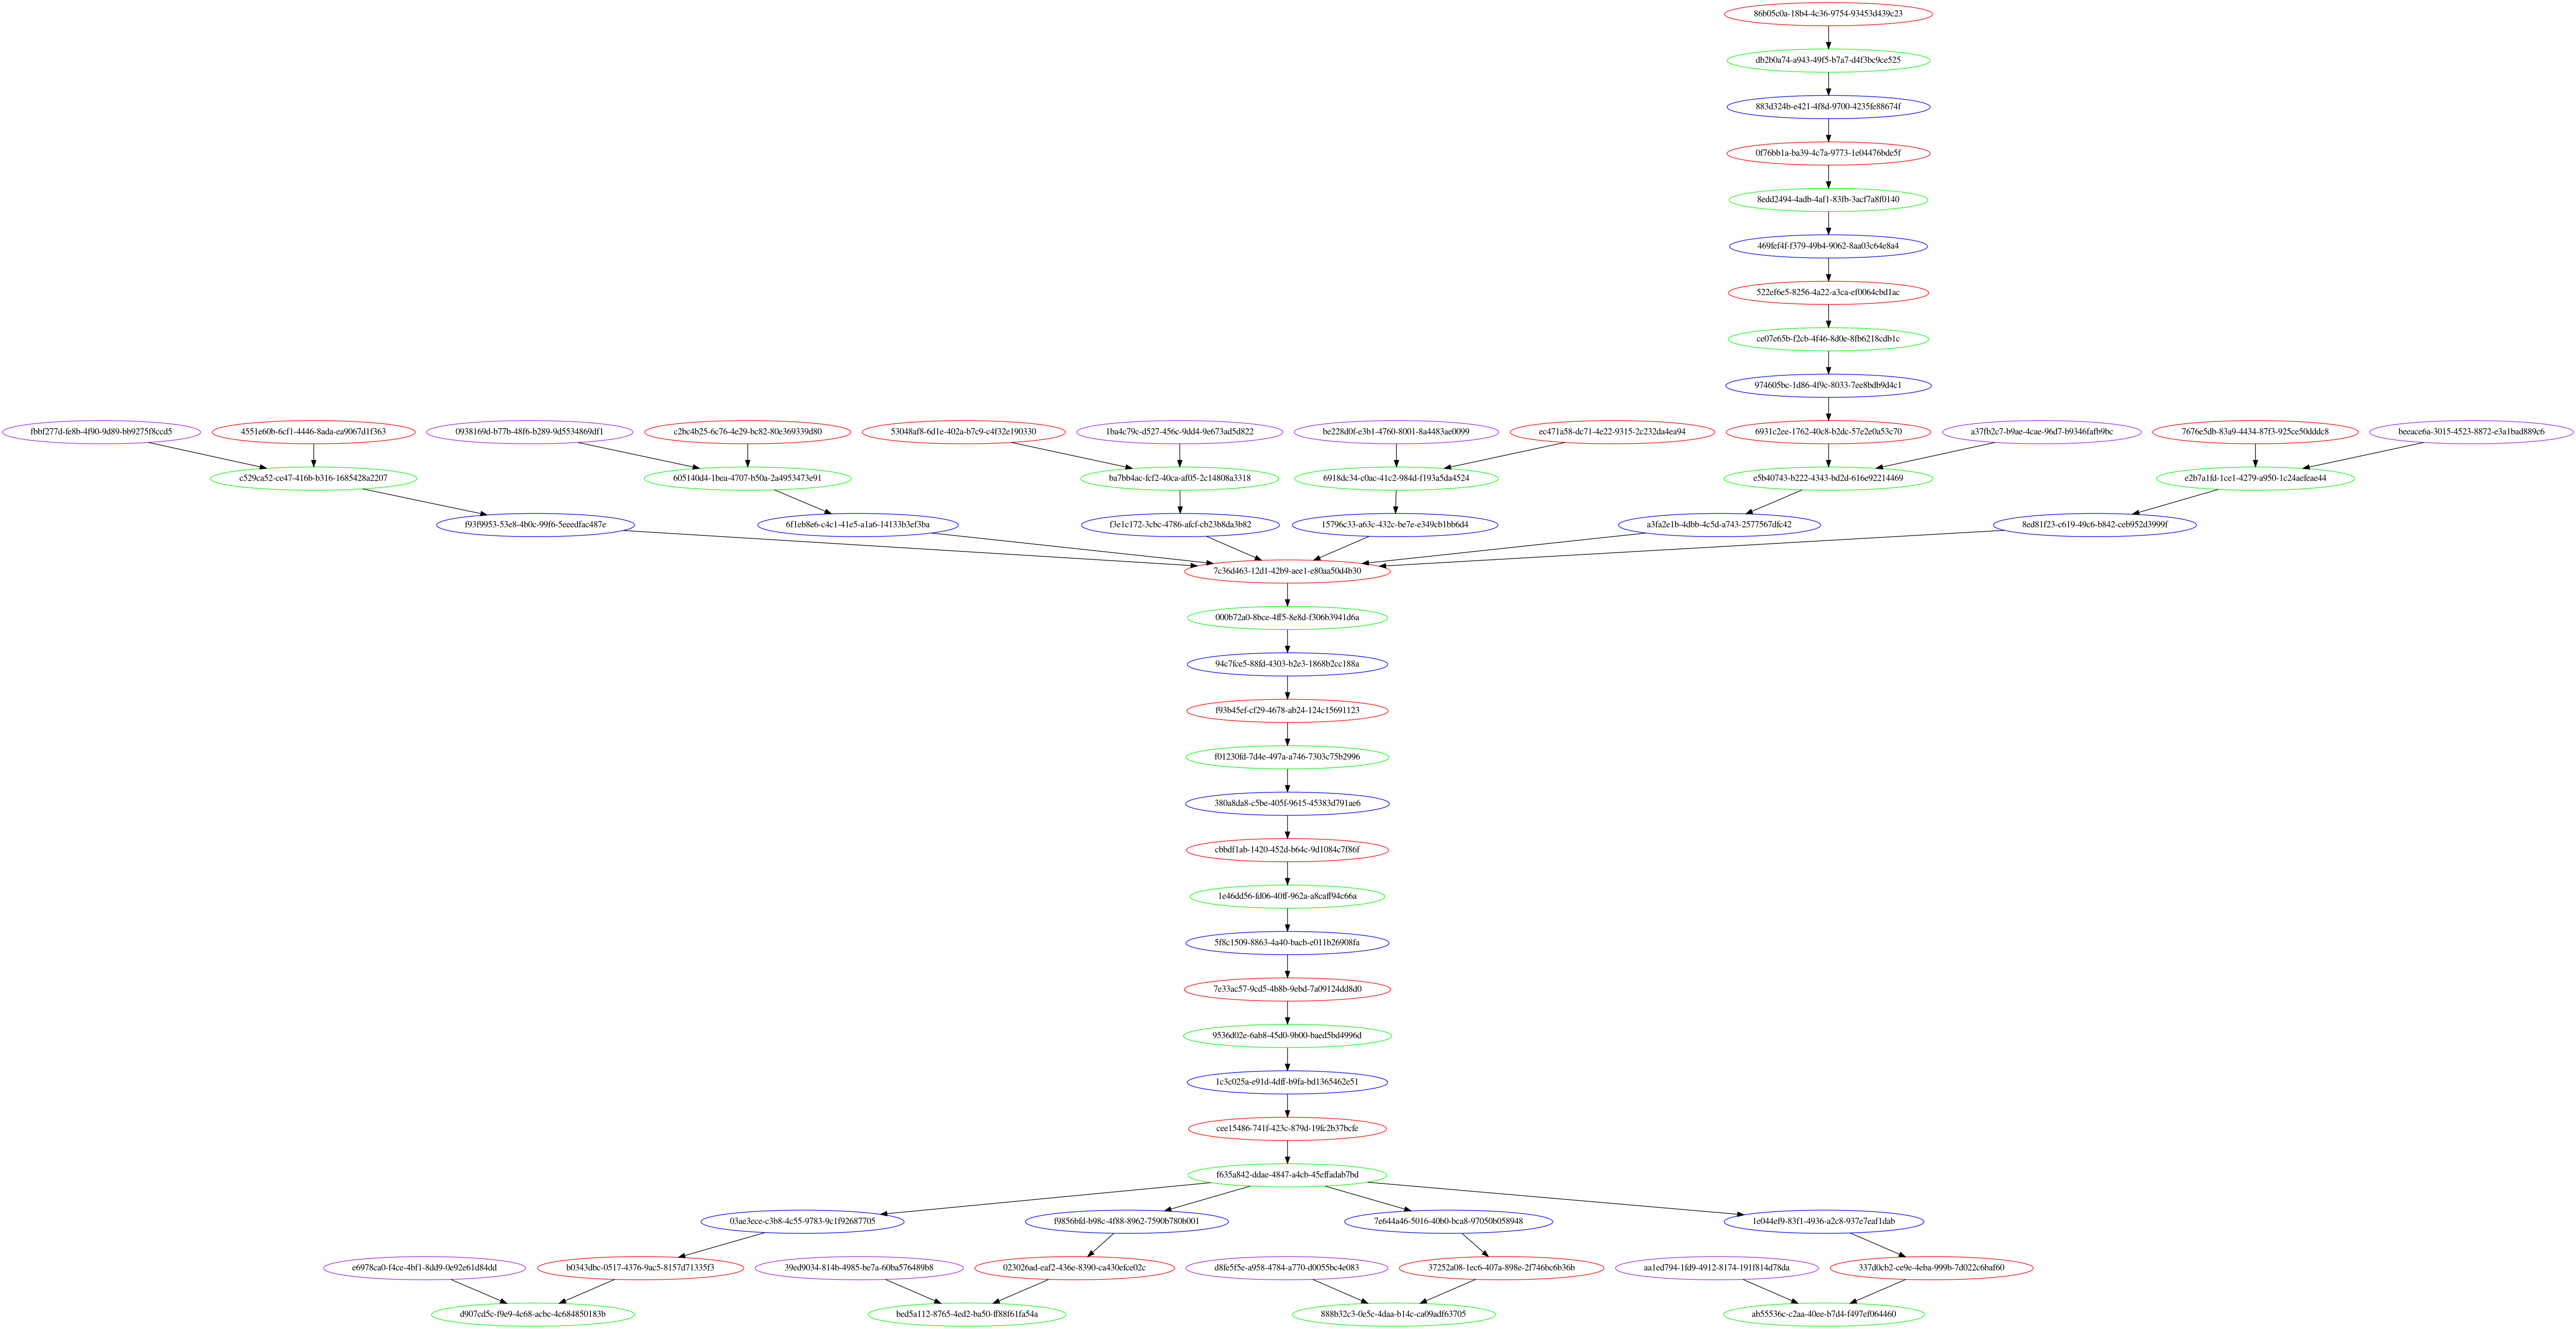 86b05c0a-18b4-4c36-9754-93453d439c23
db2b0a74-a943-49f5-b7a7-d4f3bc9ce525
883d324b-e421-4f8d-9700-4235fe88674f
0f76bb1a-ba39-4c7a-9773-1e04476bde5f
8edd2494-4adb-4af1-83fb-3acf7a8f0140
469fef4f-f379-49b4-9062-8aa03c64e8a4
522ef6e5-8256-4a22-a3ca-ef0064cbd1ac
ce07e65b-f2cb-4f46-8d0e-8fb6218cdb1c
974605bc-1d86-4f9c-8033-7ee8bdb9d4c1
fbbf277d-fe8b-4f90-9d89-bb9275f8ccd5
4551e60b-6cf1-4446-8ada-ea9067d1f363
0938169d-b77b-48f6-b289-9d5534869df1
c2bc4b25-6c76-4e29-bc82-80e369339d80
53048af8-6d1e-402a-b7c9-c4f32e190330
1ba4c79c-d527-456c-9dd4-9e673ad5d822
be228d0f-e3b1-4760-8001-8a4483ae0099
ec471a58-dc71-4e22-9315-2c232da4ea94
6931c2ee-1762-40c8-b2dc-57e2e0a53c70
a37fb2c7-b9ae-4cae-96d7-b9346fafb9bc
7676e5db-83a9-4434-87f3-925ce50dddc8
beeace6a-3015-4523-8872-e3a1bad889c6
c529ca52-ce47-416b-b316-1685428a2207
605140d4-1bea-4707-b50a-2a4953473e91
ba7bb4ac-fcf2-40ca-af05-2c14808a3318
6918dc34-c0ac-41c2-984d-f193a5da4524
e5b40743-b222-4343-bd2d-616e92214469
e2b7a1fd-1ce1-4279-a950-1c24aefeae44
f93f9953-53e8-4b0c-99f6-5eeedfac487e
6f1eb8e6-c4c1-41e5-a1a6-14133b3ef3ba
f3e1c172-3cbc-4786-afcf-cb23b8da3b82
15796c33-a63c-432c-be7e-e349cb1bb6d4
a3fa2e1b-4dbb-4c5d-a743-2577567dfc42
8ed81f23-c619-49c6-b842-ceb952d3999f
7c36d463-12d1-42b9-aee1-e80aa50d4b30
000b72a0-8bce-4ff5-8e8d-f306b3941d6a
94c7fce5-88fd-4303-b2e3-1868b2cc188a
f93b45ef-cf29-4678-ab24-124c15691123
f01230fd-7d4e-497a-a746-7303c75b2996
380a8da8-c5be-405f-9615-45383d791ae6
cbbdf1ab-1420-452d-b64c-9d1084c7f86f
1e46dd56-fd06-40ff-962a-a8caff94c66a
5f8c1509-8863-4a40-bacb-e011b26908fa
7e33ac57-9cd5-4b8b-9ebd-7a09124dd8d0
9536d02e-6ab8-45d0-9b00-baed5bd4996d
1c3c025a-e91d-4dff-b9fa-bd1365462e51
cee15486-741f-423c-879d-19fc2b37bcfe
f635a842-ddae-4847-a4cb-45effadab7bd
03ae3ece-c3b8-4c55-9783-9c1f92687705
f9856bfd-b98c-4f88-8962-7590b780b001
7e644a46-5016-40b0-bca8-97050b058948
1e044ef9-83f1-4936-a2c8-937e7eaf1dab
e6978ca0-f4ce-4bf1-8dd9-0e92e61d84dd
b0343dbc-0517-4376-9ac5-8157d71335f3
39ed9034-814b-4985-be7a-60ba576489b8
023026ad-eaf2-436e-8390-ca430efce02c
d8fe5f5e-a958-4784-a770-d0055bc4e083
37252a08-1ec6-407a-898e-2f746bc6b36b
aa1ed794-1fd9-4912-8174-191f814d78da
337d0cb2-ce9e-4eba-999b-7d022c6baf60
d907cd5c-f9e9-4c68-acbc-4c684850183b
bed5a112-8765-4ed2-ba50-ff88f61fa54a
888b32c3-0e5c-4daa-b14c-ca09adf63705
ab55536c-c2aa-40ee-b7d4-f497ef064460